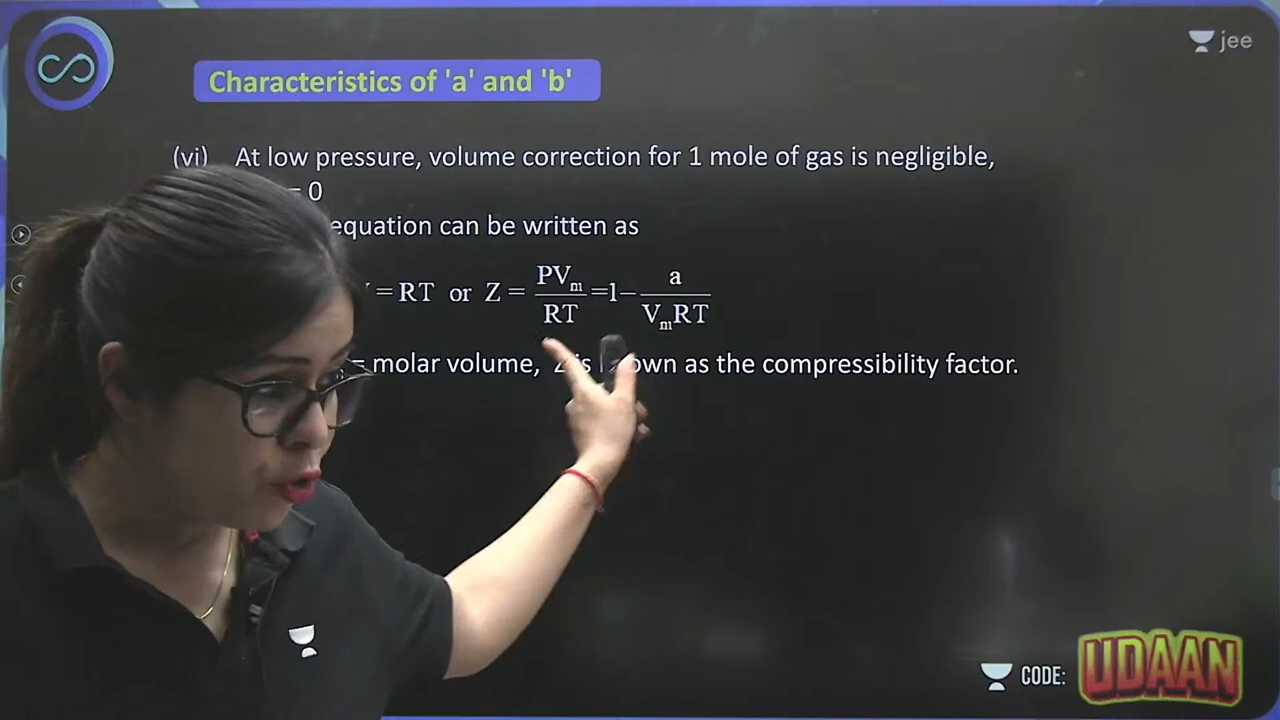 jee
Characteristics of 'a' and 'b'
(vi) At low pressure, volume correction for 1 mole of gas is negligible,
= 0
equation can be written as
= RT or Z = PVₘ/RT =1− a/VₘRT
= molar volume, Z is known as the compressibility factor.
CODE: UDAAN